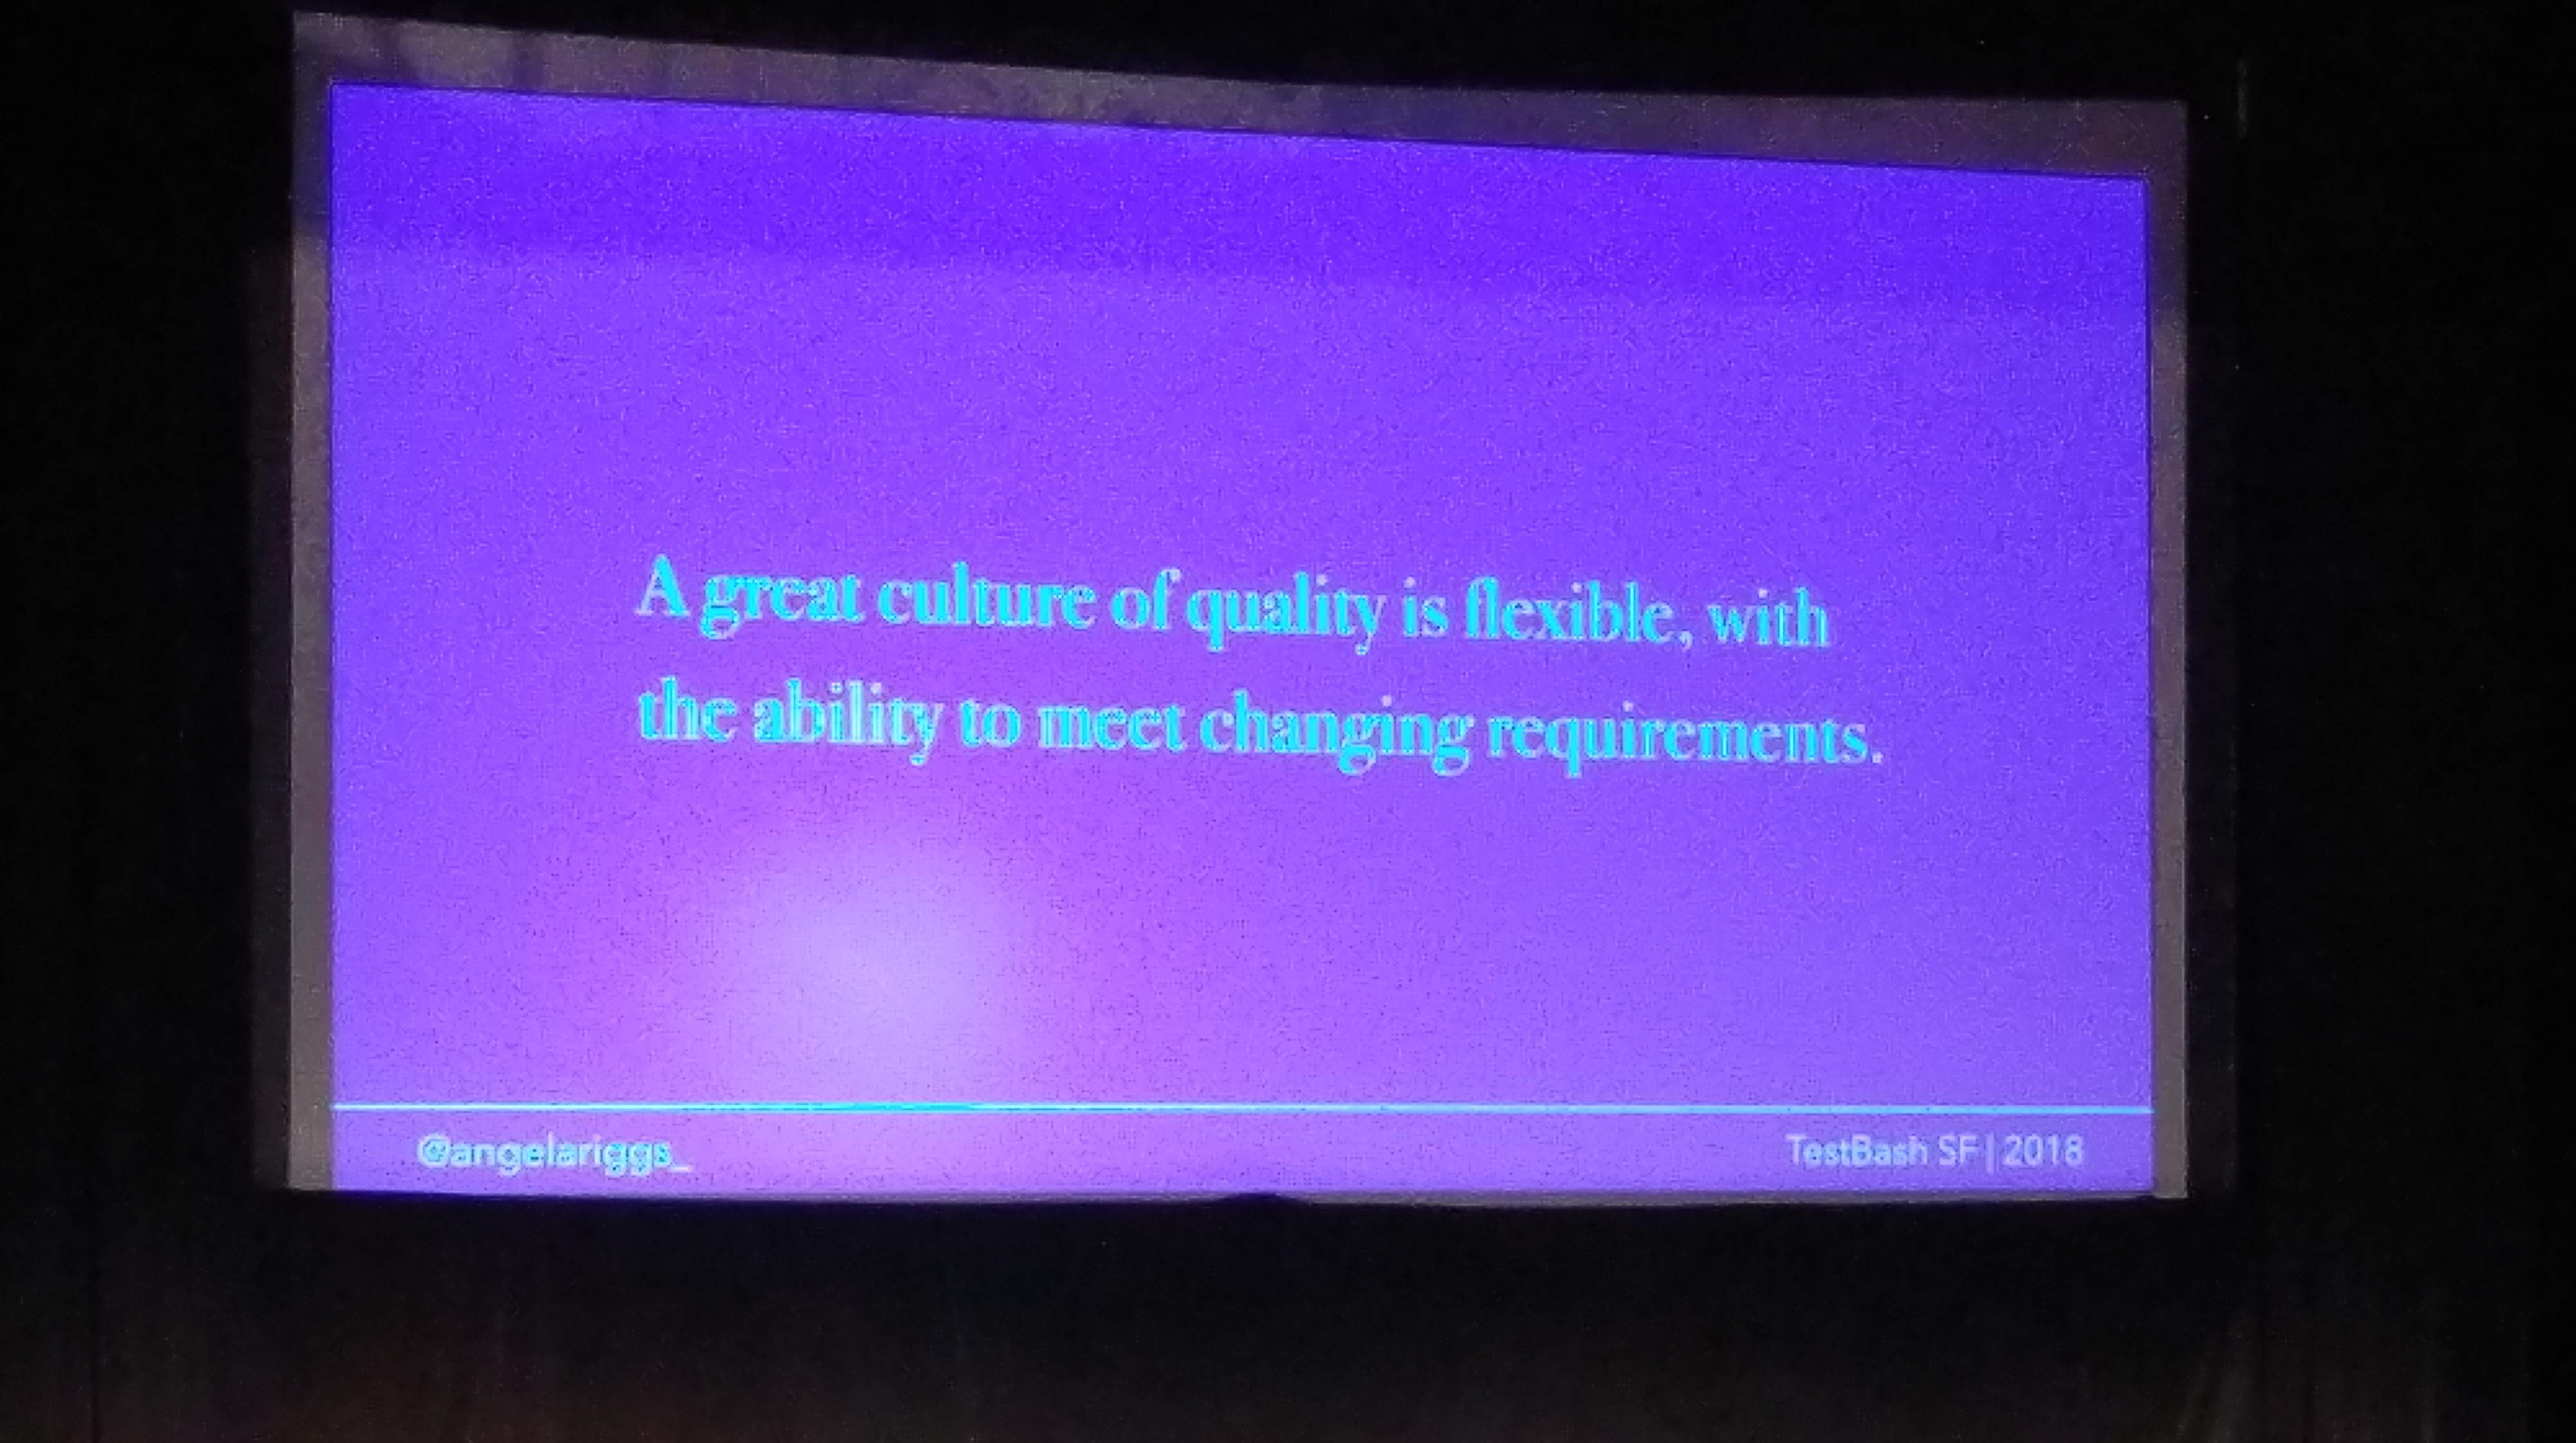 A great culture of quality is flexible, with
the ability to meet changing requirements.
@angelariggs_
TestBash SF | 2018